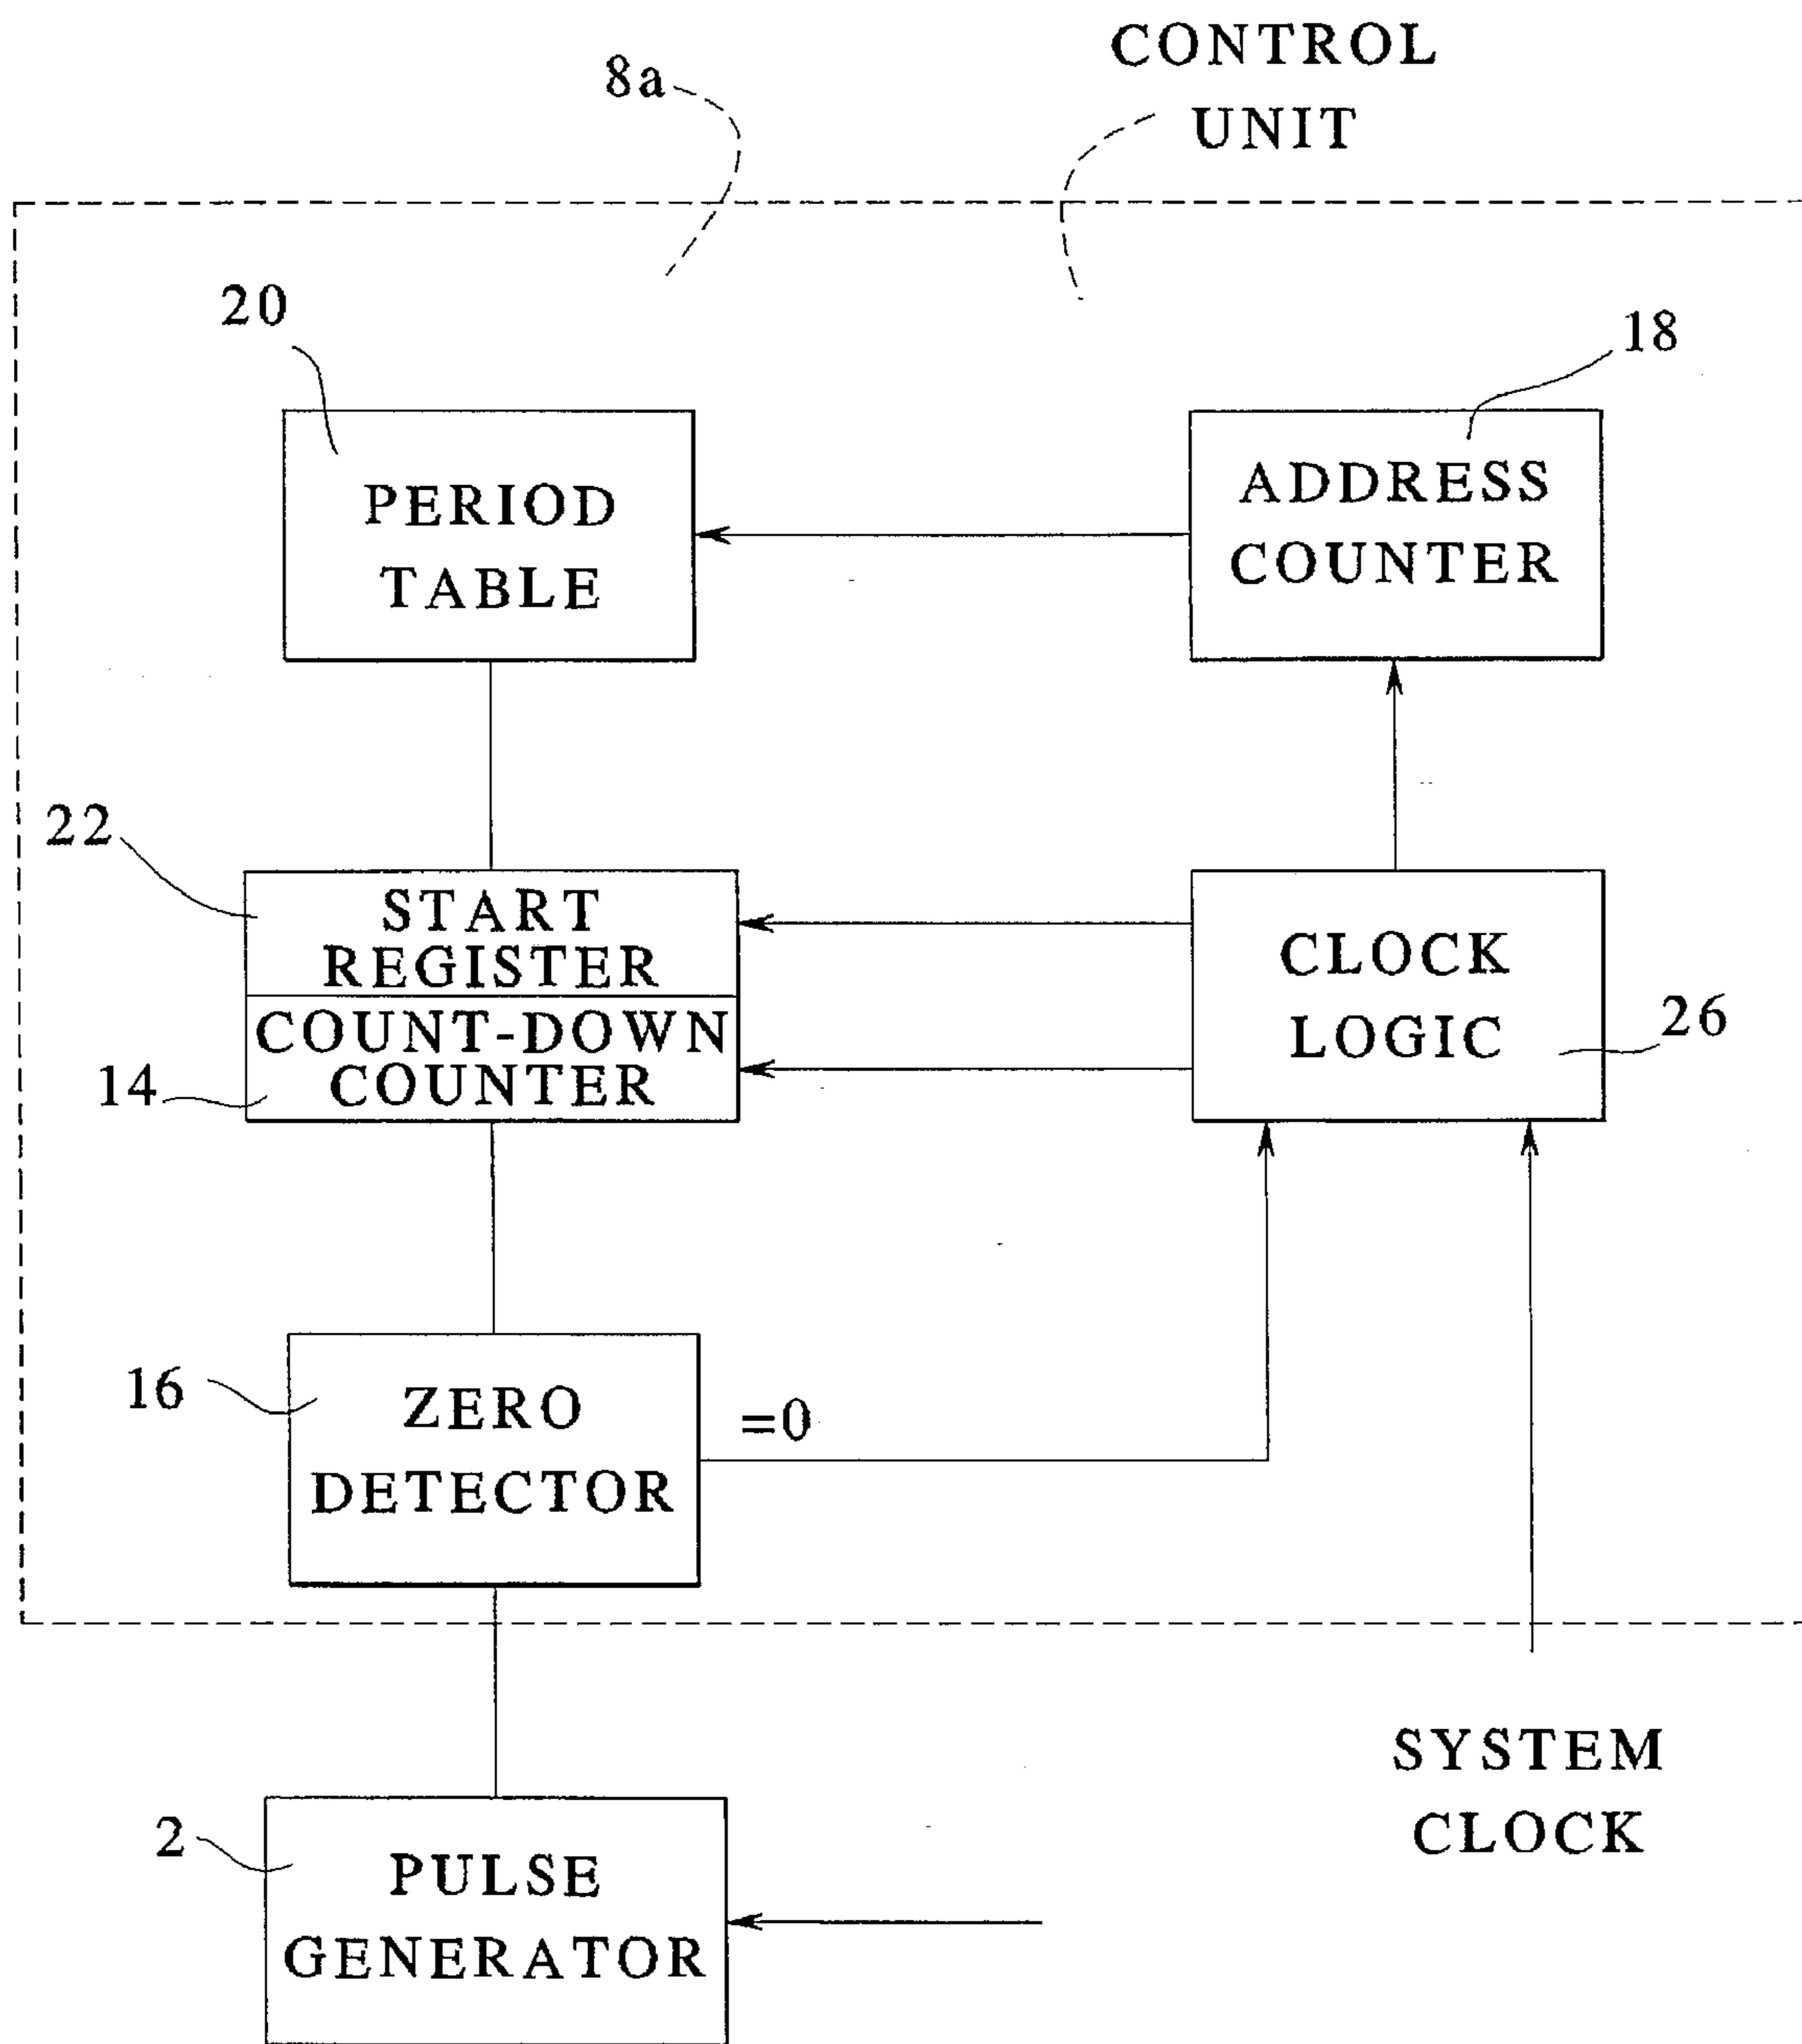 CONTROL
UNIT
8a
20
18
PERIOD
TABLE
ADDRESS
COUNTER
22
START
REGISTER
COUNT-DOWN
COUNTER
14
CLOCK
LOGIC
26
16
ZERO
DETECTOR
=0
SYSTEM
CLOCK
2
PULSE
GENERATOR